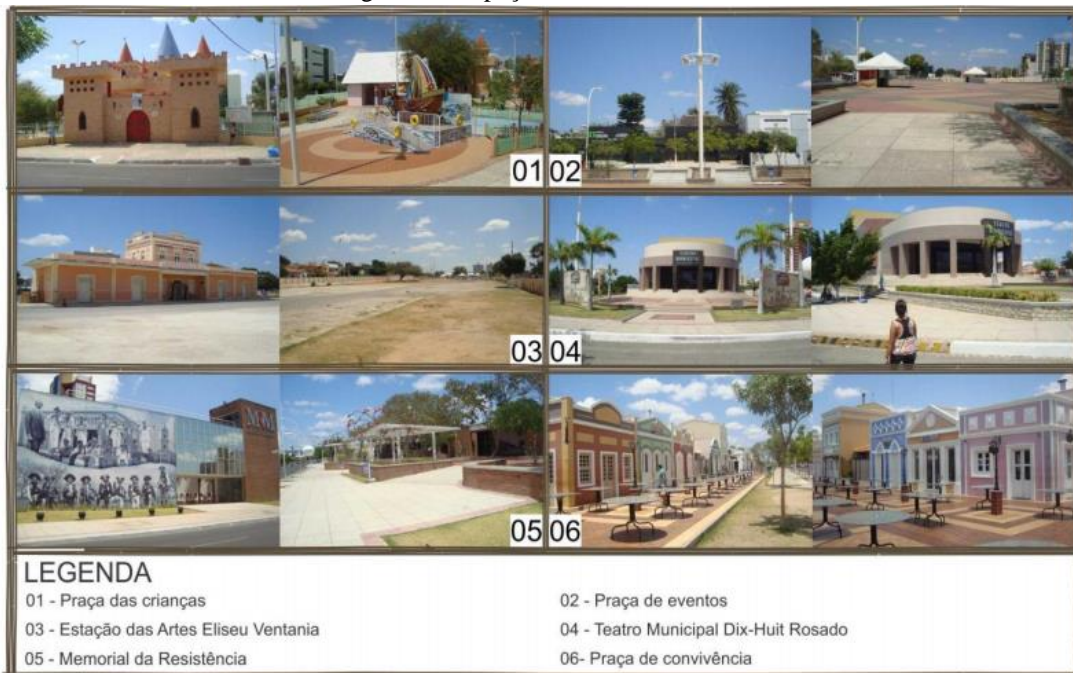 01 02
03 04
05 06
LEGENDA
01 - Praça das crianças
02 - Praça de eventos
03 - Estação das Artes Eliseu Ventania
04 - Teatro Municipal Dix-Huit Rosado
05 - Memorial da Resistência
06- Praça de convivência